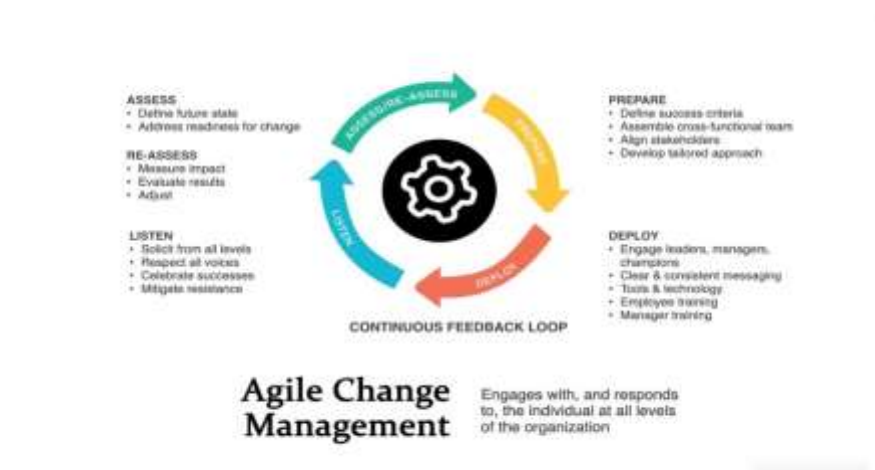 ASSESS
• Define future state
• Address readiness for change
RE-ASSESS
• Measure impact
• Evaluate results
• Adjust
LISTEN
• Solicit from all levels
• Respect all voices
• Celebrate successes
• Mitigate resistance
ASSESS/RE-ASSESS
PREPARE
DEPLOY
LISTEN
PREPARE
• Define success criteria
• Assemble cross-functional team
• Align stakeholders
• Develop tailored approach
DEPLOY
• Engage leaders, managers,
champions
• Clear & consistent messaging
• Tools & technology
• Employee training
• Manager training
CONTINUOUS FEEDBACK LOOP
Agile Change
Management
Engages with, and responds
to, the individual at all levels
of the organization